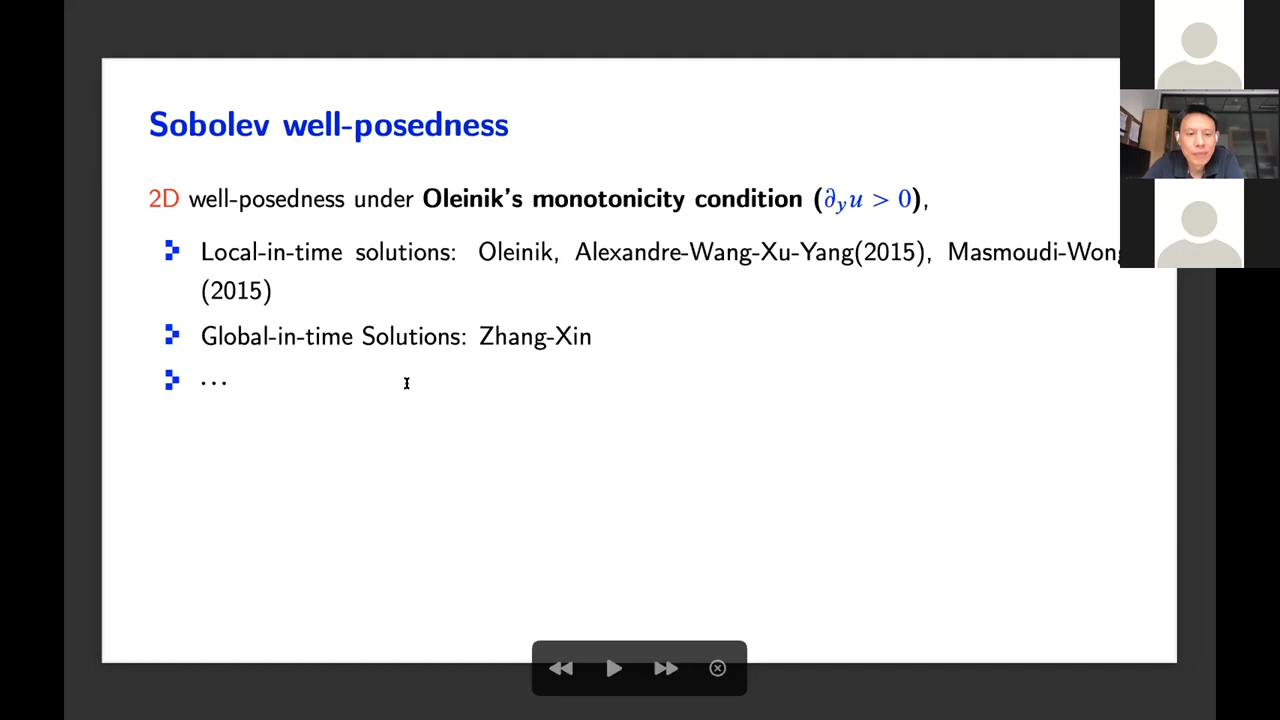 Sobolev well-posedness
2D well-posedness under Oleinik's monotonicity condition (∂yu > 0),
Local-in-time solutions: Oleinik, Alexandre-Wang-Xu-Yang(2015), Masmoudi-Wong
(2015)
Global-in-time Solutions: Zhang-Xin
···